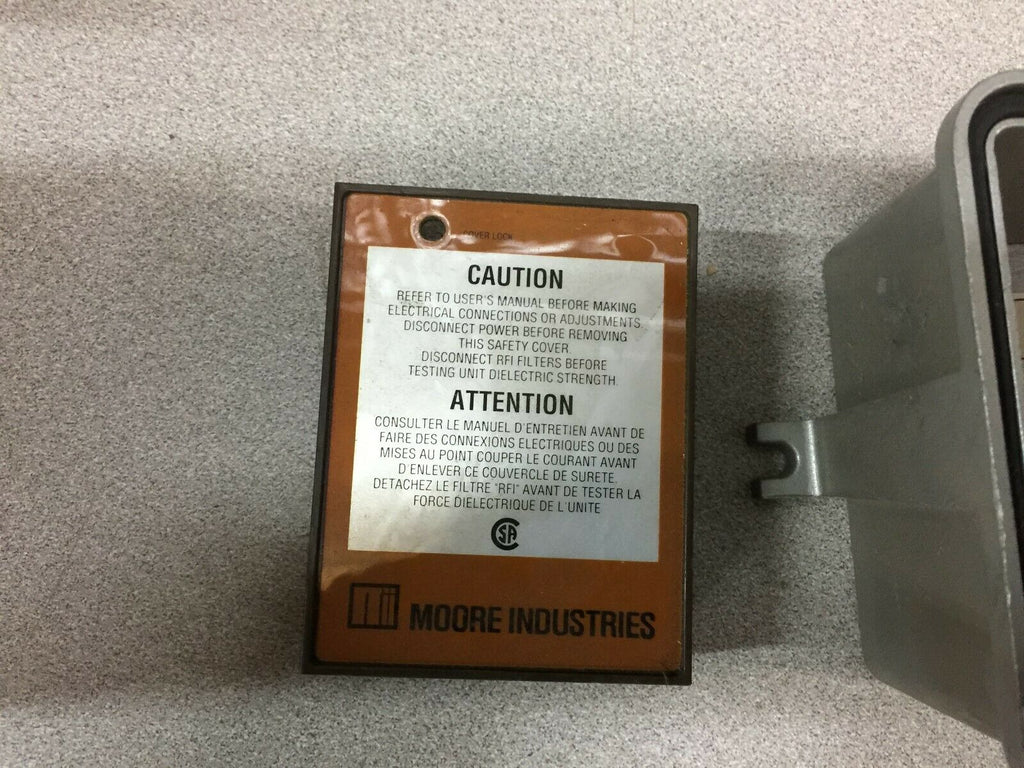 COVER LOCK
CAUTION
REFER TO USER'S MANUAL BEFORE MAKING
ELECTRICAL CONNECTIONS OR ADJUSTMENTS.
DISCONNECT POWER BEFORE REMOVING
THIS SAFETY COVER.
DISCONNECT RFI FILTERS BEFORE
TESTING UNIT DIELECTRIC STRENGTH.
ATTENTION
CONSULTER LE MANUEL D'ENTRETIEN AVANT DE
FAIRE DES CONNEXIONS ELECTRIQUES OU DES
MISES AU POINT COUPER LE COURANT AVANT
D'ENLEVER CE COUVERCLE DE SURETE.
DETACHEZ LE FILTRE "RFI" AVANT DE TESTER LA
FORCE DIELECTRIQUE DE L'UNITE
CSA
mii MOORE INDUSTRIES